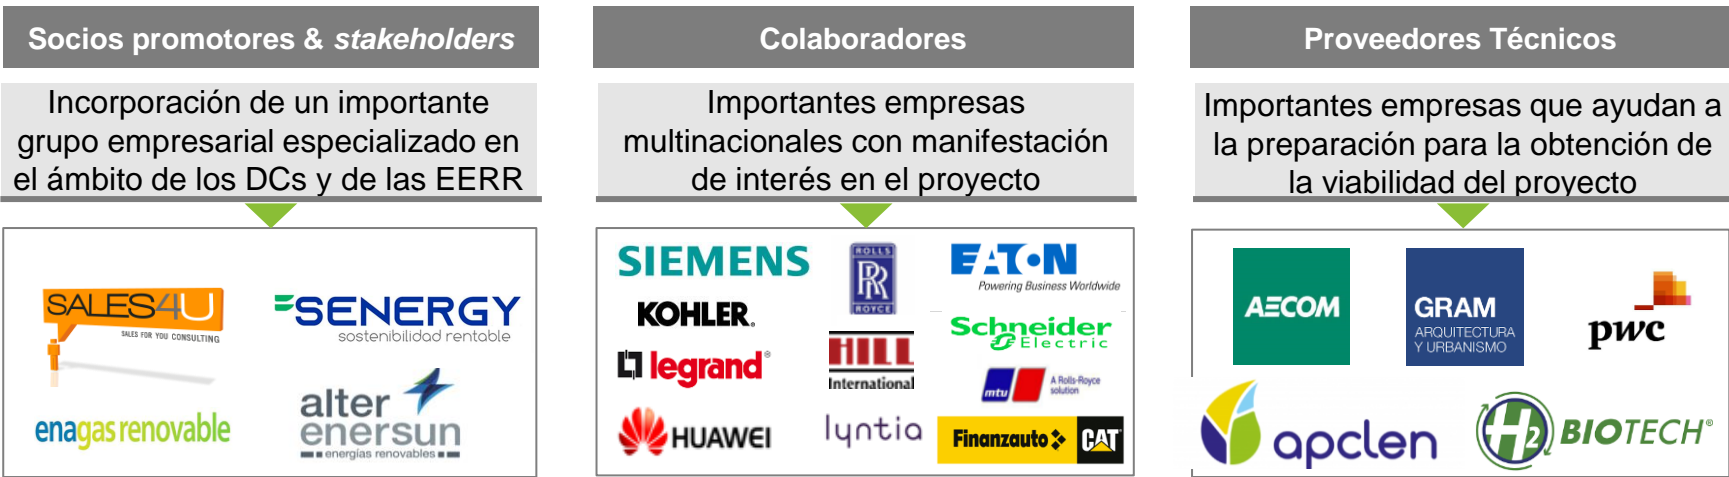 Socios promotores & stakeholders
Incorporación de un importante
grupo empresarial especializado en
el ámbito de los DCs y de las EERR
SALES4U
SALES FOR YOU CONSULTING
SENERGY
sostenibilidad rentable
enagas renovable
alter
enersun
energías renovables
Colaboradores
Importantes empresas
multinacionales con manifestación
de interés en el proyecto
SIEMENS
ROLLS
RR
ROYCE
EATON
Powering Business Worldwide
KOHLER.
Schneider
Electric
legrand®
HILL
International
mtu
A Rolls-Royce
solution
HUAWEI
lyntia
Finanzauto CAT
Proveedores Técnicos
Importantes empresas que ayudan a
la preparación para la obtención de
la viabilidad del proyecto
AECOM
GRAM
ARQUITECTURA
Y URBANISMO
pwc
apclen
H2 BIOTECH®